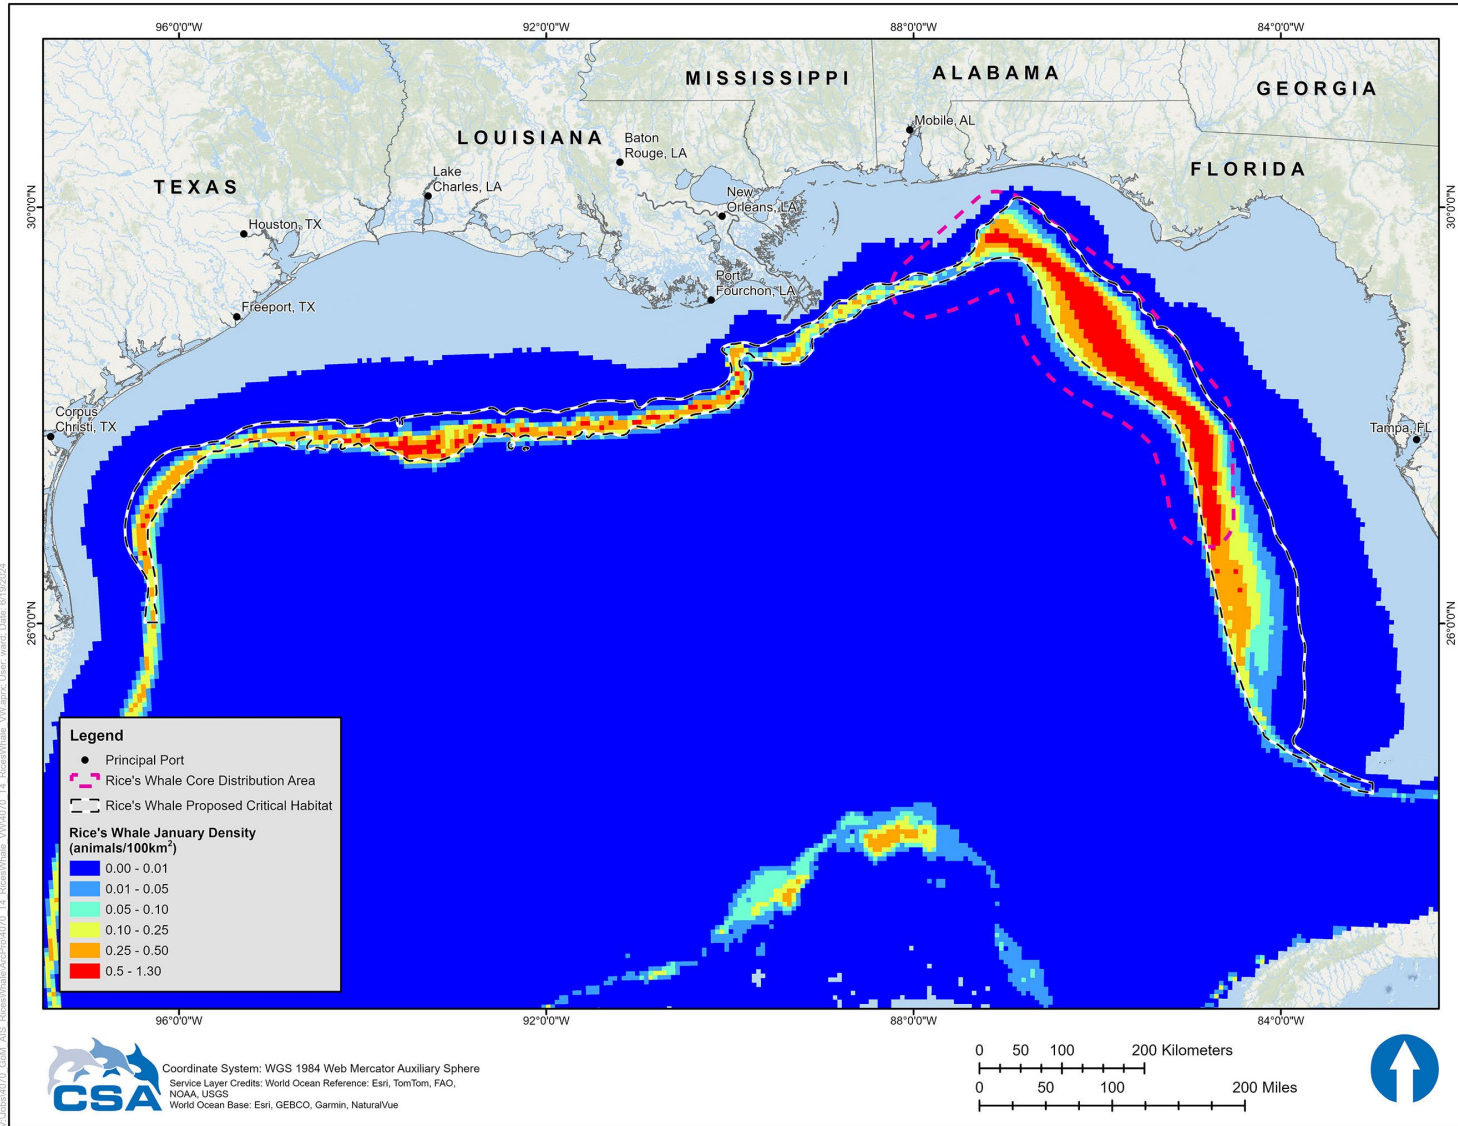 96°0'0"W 92°0'0"W 88°0'0"W 84°0'0"W
MISSISSIPPI
ALABAMA
GEORGIA
LOUISIANA
TEXAS
FLORIDA
Mobile, AL
Baton
Rouge, LA
Lake
Charles, LA
New
Orleans, LA
30°0'0"N
30°0'0"N
Houston, TX
Port
Fourchon, LA
Freeport, TX
Corpus
Christi, TX
Tampa, FL
26°0'0"N
26°0'0"N
Legend
Principal Port
Rice's Whale Core Distribution Area
Rice's Whale Proposed Critical Habitat
Rice's Whale January Density
(animals/100km²)
0.00 - 0.01
0.01 - 0.05
0.05 - 0.10
0.10 - 0.25
0.25 - 0.50
0.5 - 1.30
96°0'0"W 92°0'0"W 88°0'0"W 84°0'0"W
CSA
Coordinate System: WGS 1984 Web Mercator Auxiliary Sphere
Service Layer Credits: World Ocean Reference: Esri, TomTom, FAO,
NOAA, USGS
World Ocean Base: Esri, GEBCO, Garmin, NaturalVue
0 50 100 200 Kilometers
0 50 100 200 Miles